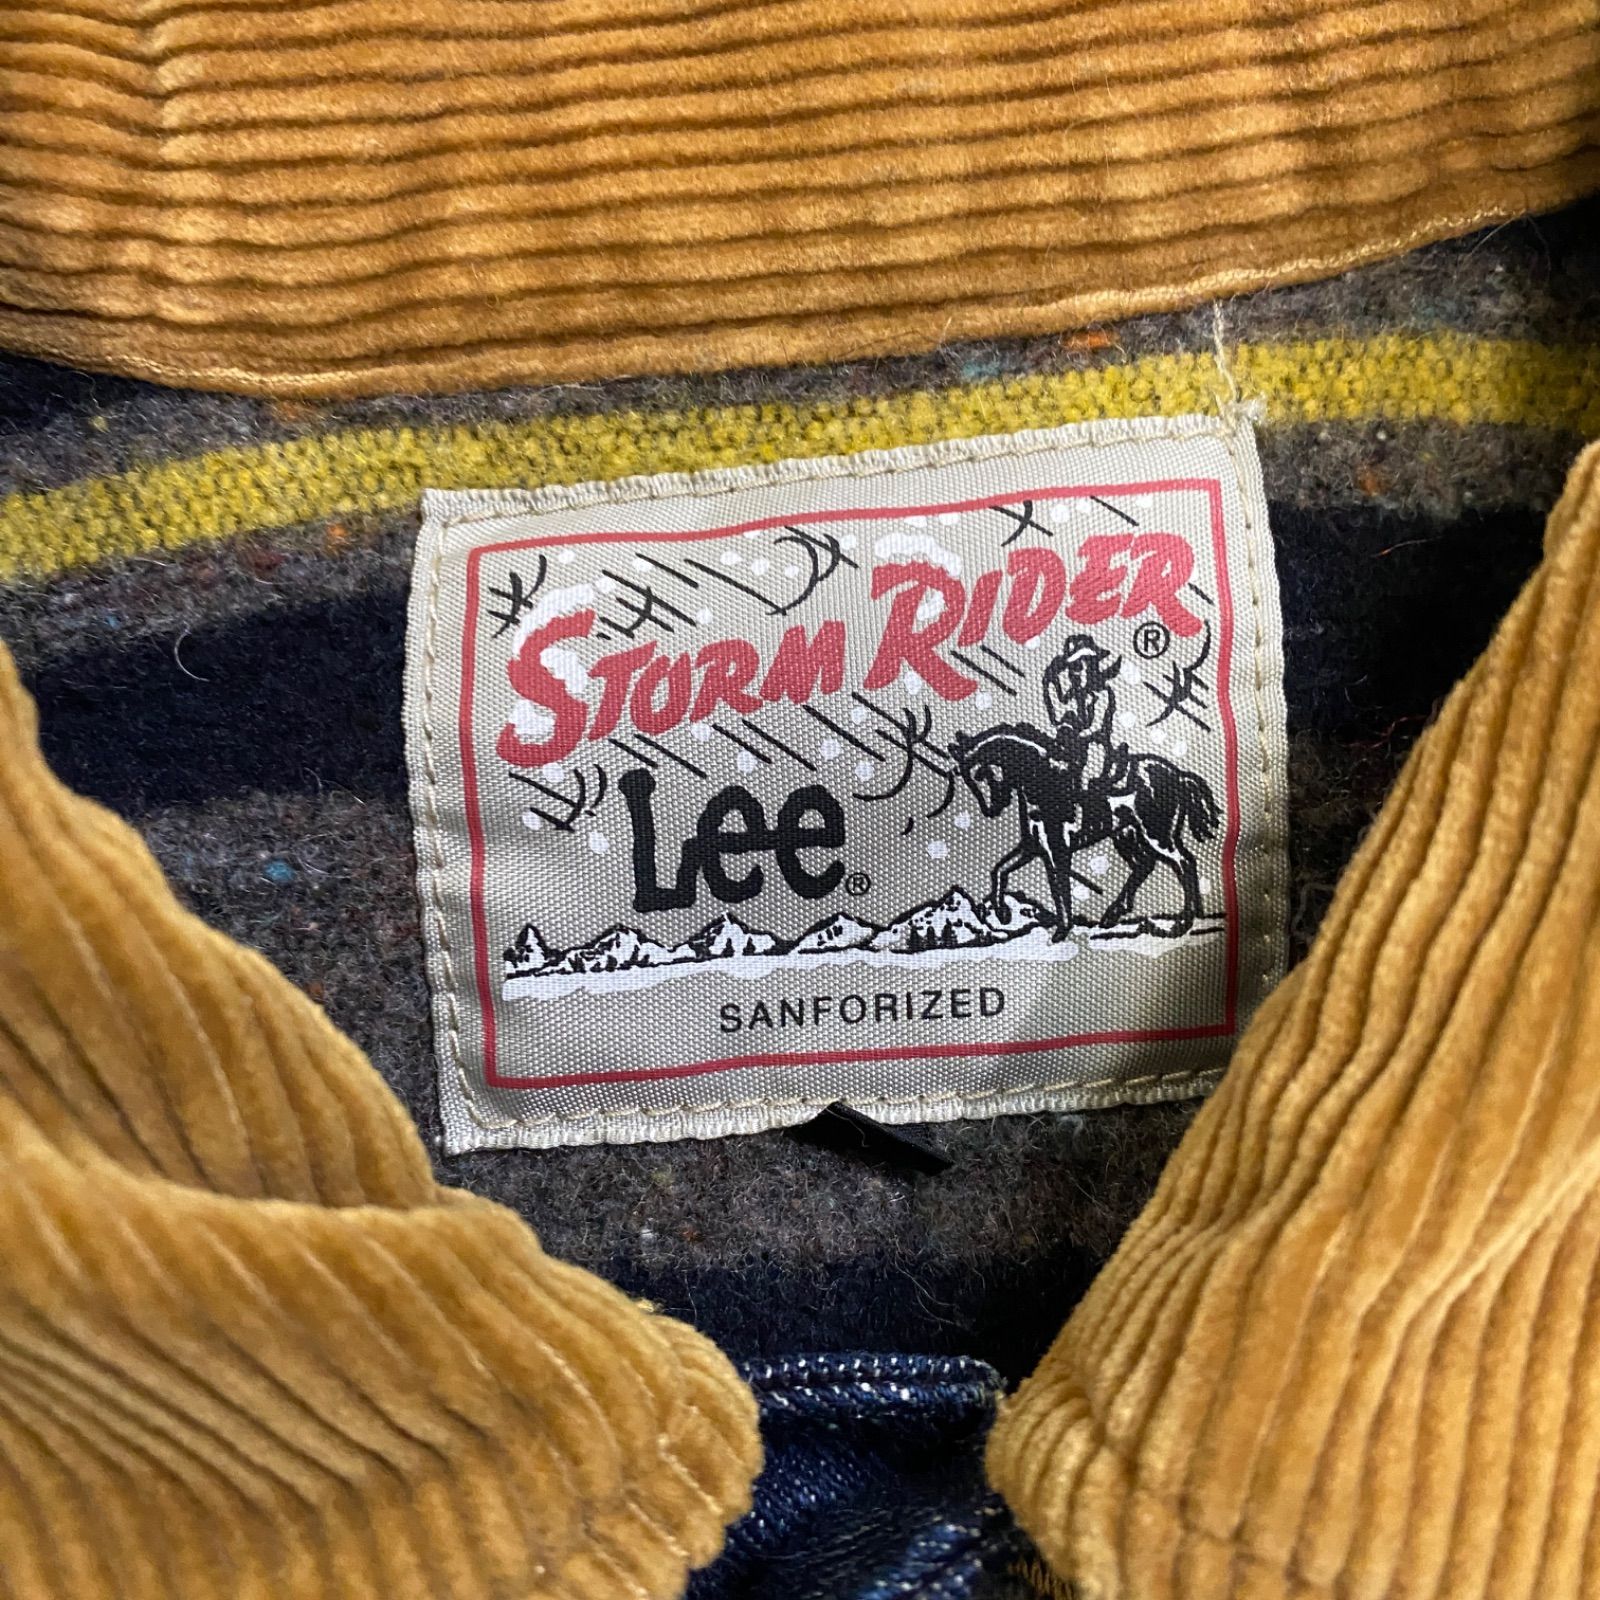 STORM RIDER ®
Lee ®
SANFORIZED